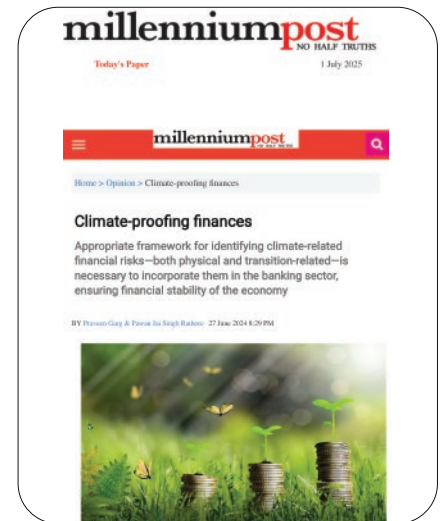 millenniumpost
NO HALF TRUTHS
Today's Paper 1 July 2025
millenniumpost
NO HALF TRUTHS
Home > Opinion > Climate-proofing finances
Climate-proofing finances
Appropriate framework for identifying climate-related
financial risks—both physical and transition-related—is
necessary to incorporate them in the banking sector,
ensuring financial stability of the economy
BY Praveen Garg & Pawan Jai Singh Rathore 27 June 2024 8:29 PM